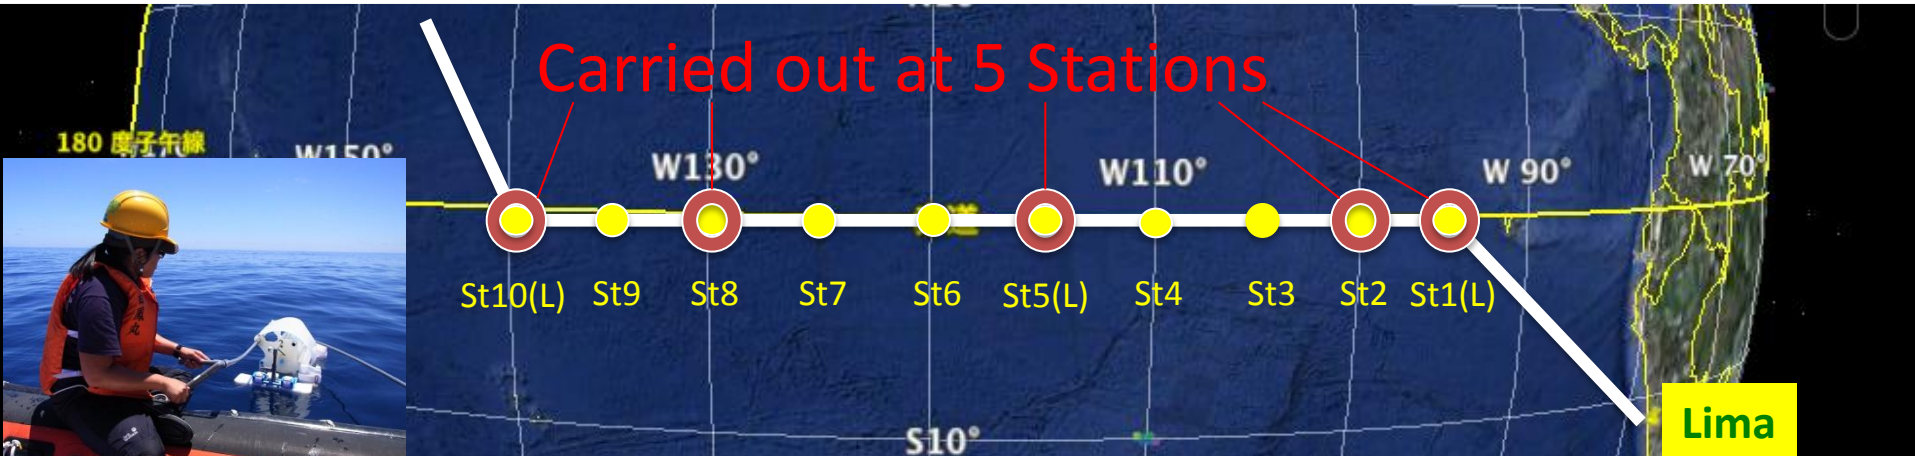 Carried out at 5 Stations
180 度子午線
W150°
W130°
W110°
W 90°
W 70°
St10(L) St9 St8 St7 St6 St5(L) St4 St3 St2 St1(L)
S10°
Lima